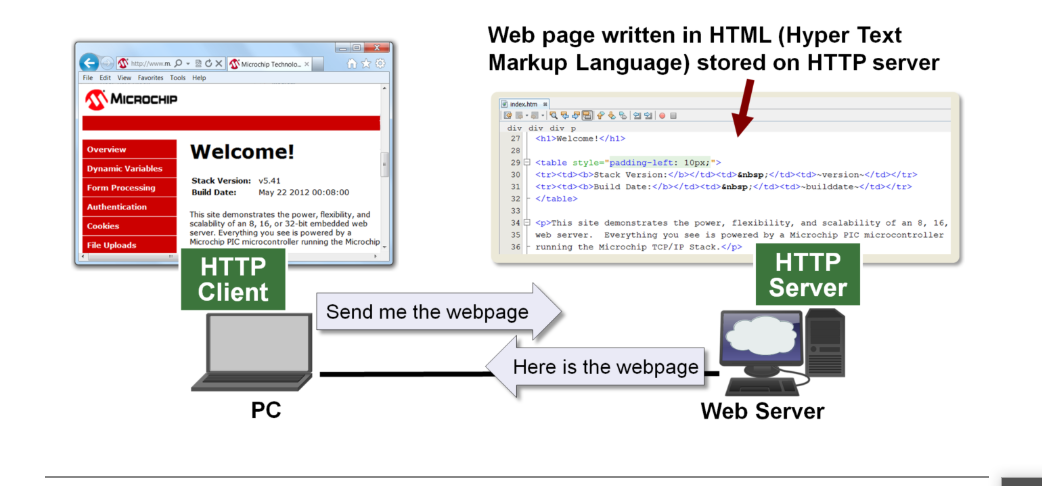 Web page written in HTML (Hyper Text
Markup Language) stored on HTTP server
http://www.m.
Microchip Technolo...
File Edit View Favorites Tools Help
MICROCHIP
Overview
Dynamic Variables
Form Processing
Authentication
Cookies
File Uploads
Welcome!
Stack Version: v5.41
Build Date: May 22 2012 00:08:00
This site demonstrates the power, flexibility, and
scalability of an 8, 16, or 32-bit embedded web
server. Everything you see is powered by a
Microchip PIC microcontroller running the Microchip
index.htm
div div div p
27 <h1>Welcome!</h1>
28
29 <table style="padding-left: 10px;">
30 <tr><td><b>Stack Version:</b></td><td>&nbsp;</td><td>~version~</td></tr>
31 <tr><td><b>Build Date:</b></td><td>&nbsp;</td><td>~builddate~</td></tr>
32 </table>
33
34 <p>This site demonstrates the power, flexibility, and scalability of an 8, 16,
35 web server. Everything you see is powered by a Microchip PIC microcontroller
36 running the Microchip TCP/IP Stack.</p>
HTTP
Client
HTTP
Server
Send me the webpage
Here is the webpage
PC
Web Server